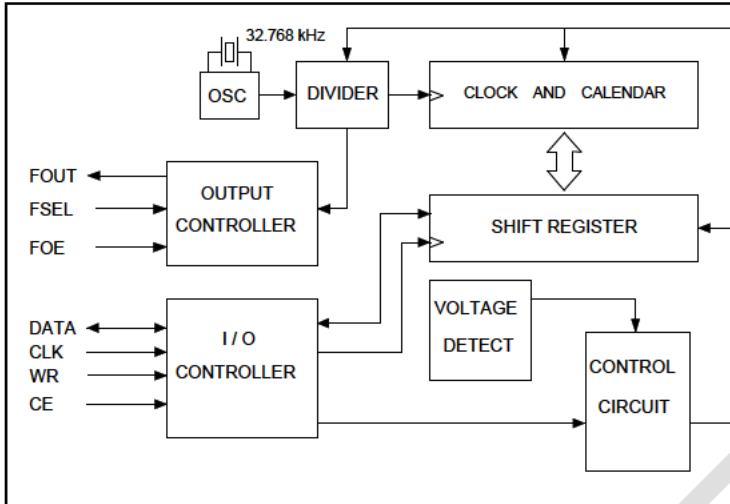 32.768 kHz
OSC
DIVIDER
CLOCK AND CALENDAR
FOUT
FSEL
FOE
OUTPUT
CONTROLLER
SHIFT REGISTER
DATA
CLK
WR
CE
I / O
CONTROLLER
VOLTAGE
DETECT
CONTROL
CIRCUIT